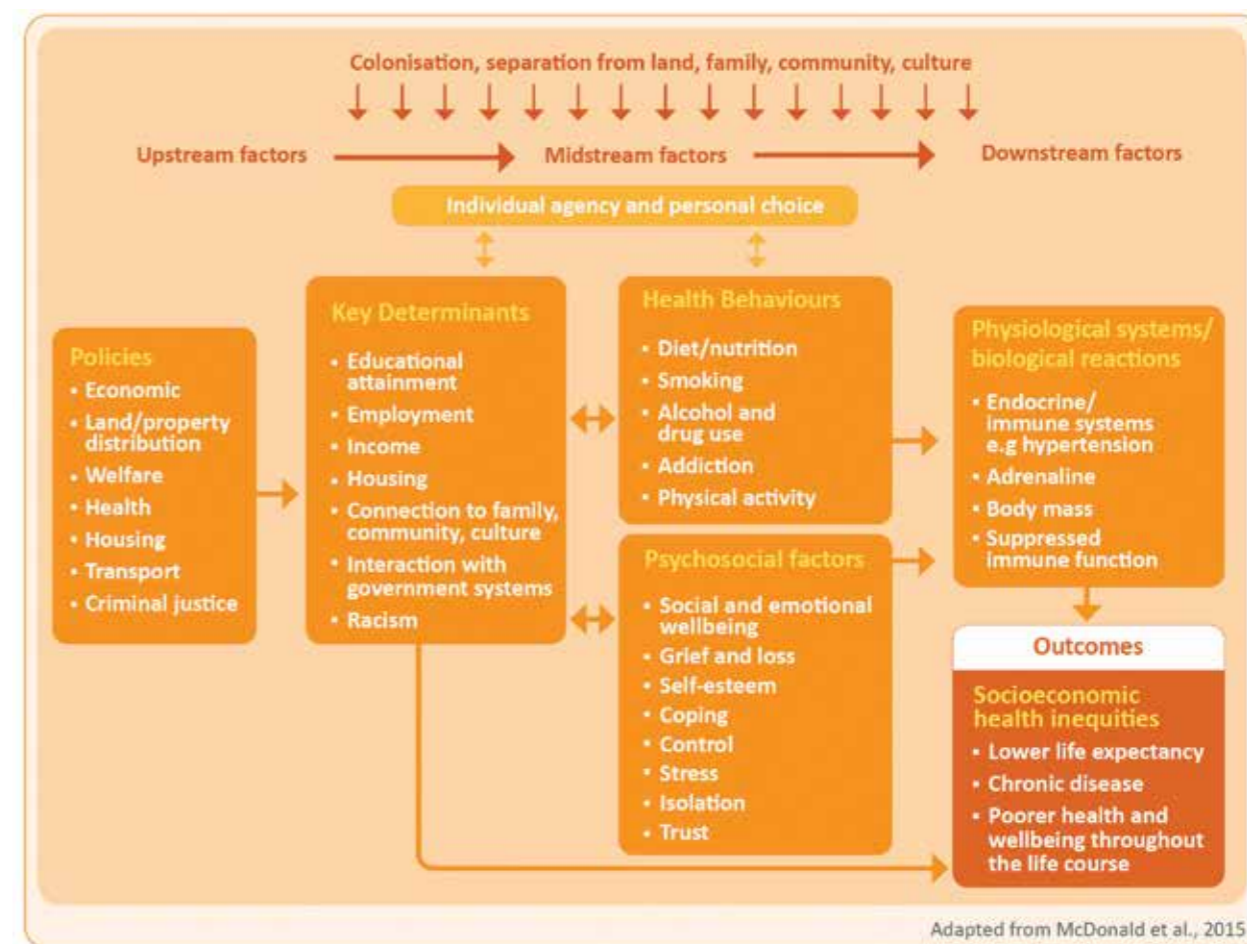 Colonisation, separation from land, family, community, culture
Upstream factors
Midstream factors
Downstream factors
Individual agency and personal choice
Policies
• Economic
• Land/property
distribution
• Welfare
• Health
• Housing
• Transport
• Criminal justice
Key Determinants
• Educational
attainment
• Employment
• Income
• Housing
• Connection to family,
community, culture
• Interaction with
government systems
• Racism
Health Behaviours
• Diet/nutrition
• Smoking
• Alcohol and
drug use
• Addiction
• Physical activity
Psychosocial factors
• Social and emotional
wellbeing
• Grief and loss
• Self-esteem
• Coping
• Control
• Stress
• Isolation
• Trust
Physiological systems/
biological reactions
• Endocrine/
immune systems
e.g hypertension
• Adrenaline
• Body mass
• Suppressed
immune function
Outcomes
Socioeconomic
health inequities
• Lower life expectancy
• Chronic disease
• Poorer health and
wellbeing throughout
the life course
Adapted from McDonald et al., 2015